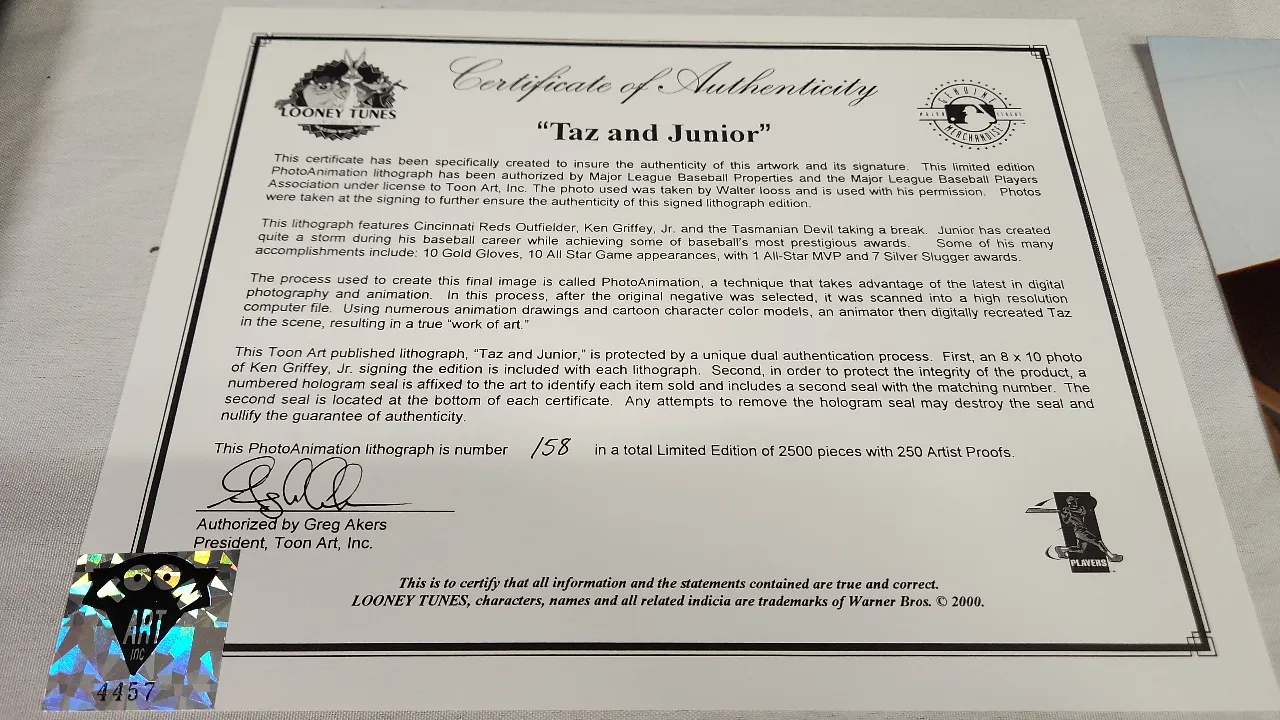 Certificate of Authenticity
LOONEY TUNES
GENUINE
MAJOR LEAGUE
MERCHANDISE
"Taz and Junior"
This certificate has been specifically created to insure the authenticity of this artwork and its signature. This limited edition
PhotoAnimation lithograph has been authorized by Major League Baseball Properties and the Major League Baseball Players
Association under license to Toon Art, Inc. The photo used was taken by Walter Iooss and is used with his permission. Photos
were taken at the signing to further ensure the authenticity of this signed lithograph edition.
This lithograph features Cincinnati Reds Outfielder, Ken Griffey, Jr. and the Tasmanian Devil taking a break. Junior has created
quite a storm during his baseball career while achieving some of baseball's most prestigious awards. Some of his many
accomplishments include: 10 Gold Gloves, 10 All Star Game appearances, with 1 All-Star MVP and 7 Silver Slugger awards.
The process used to create this final image is called PhotoAnimation, a technique that takes advantage of the latest in digital
photography and animation. In this process, after the original negative was selected, it was scanned into a high resolution
computer file. Using numerous animation drawings and cartoon character color models, an animator then digitally recreated Taz
in the scene, resulting in a true "work of art."
This Toon Art published lithograph, "Taz and Junior," is protected by a unique dual authentication process. First, an 8 x 10 photo
of Ken Griffey, Jr. signing the edition is included with each lithograph. Second, in order to protect the integrity of the product, a
numbered hologram seal is affixed to the art to identify each item sold and includes a second seal with the matching number. The
second seal is located at the bottom of each certificate. Any attempts to remove the hologram seal may destroy the seal and
nullify the guarantee of authenticity.
This PhotoAnimation lithograph is number 158 in a total Limited Edition of 2500 pieces with 250 Artist Proofs.
Authorized by Greg Akers
President, Toon Art, Inc.
PLAYERS
This is to certify that all information and the statements contained are true and correct.
LOONEY TUNES, characters, names and all related indicia are trademarks of Warner Bros. © 2000.
TOON
ART
INC
4457